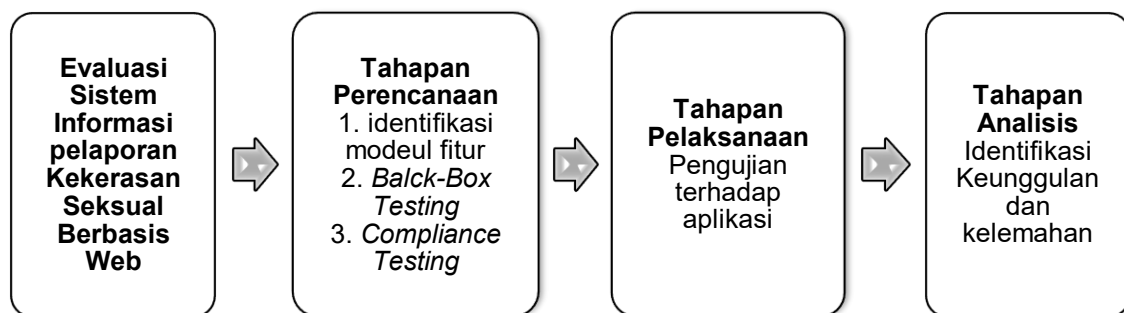 Evaluasi
Sistem
Informasi
pelaporan
Kekerasan
Seksual
Berbasis
Web
Tahapan
Perencanaan
1. identifikasi
modeul fitur
2. Balck-Box
Testing
3. Compliance
Testing
Tahapan
Pelaksanaan
Pengujian
terhadap
aplikasi
Tahapan
Analisis
Identifikasi
Keunggulan
dan
kelemahan